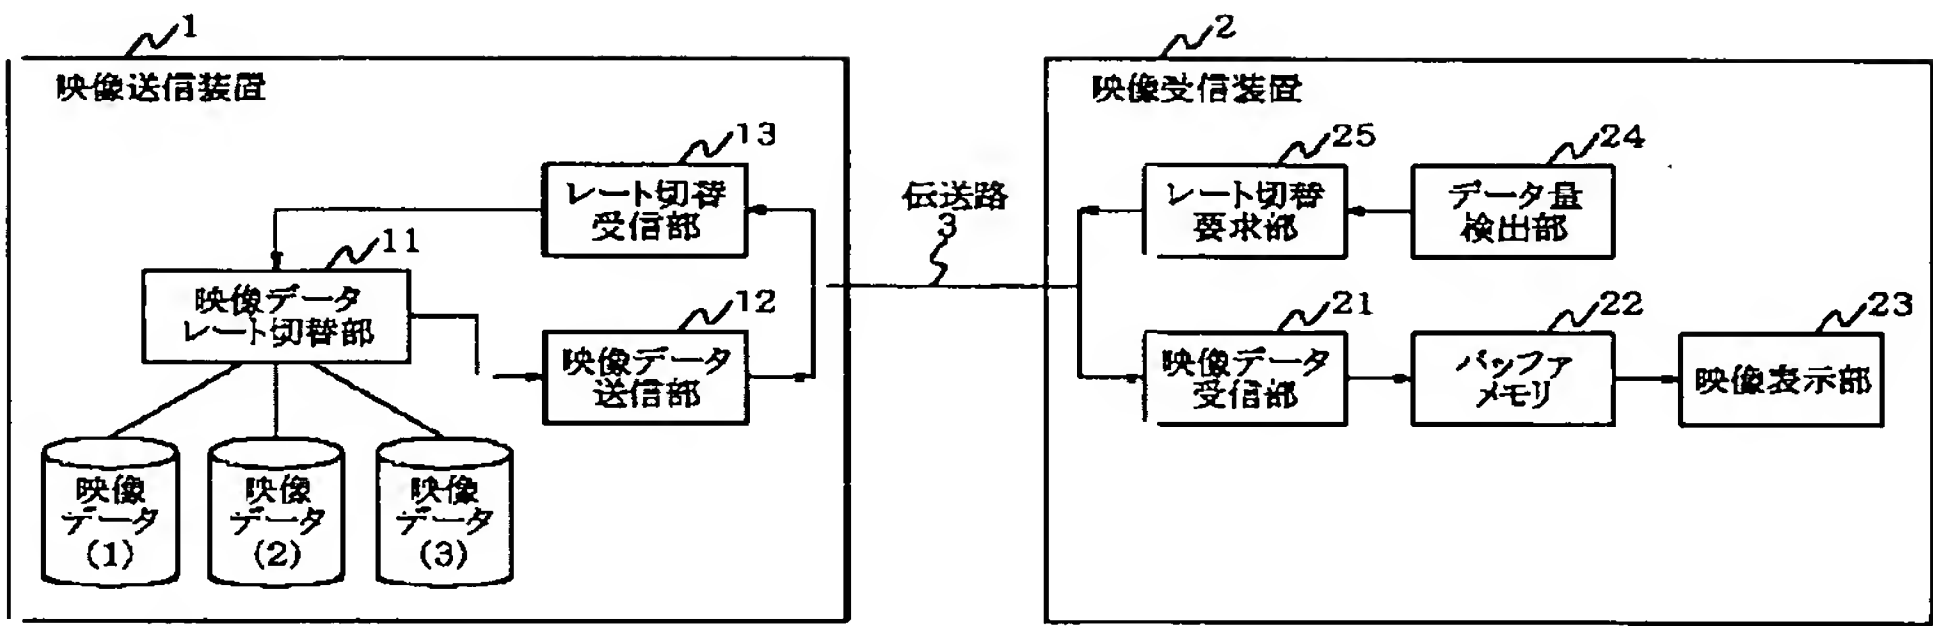 1
映像送信装置
13
レート切替
受信部
11
映像データ
レート切替部
12
映像データ
送信部
映像
データ
(1)
映像
データ
(2)
映像
データ
(3)
伝送路
3
2
映像受信装置
25
レート切替
要求部
24
データ量
検出部
21
映像データ
受信部
22
バッファ
メモリ
23
映像表示部